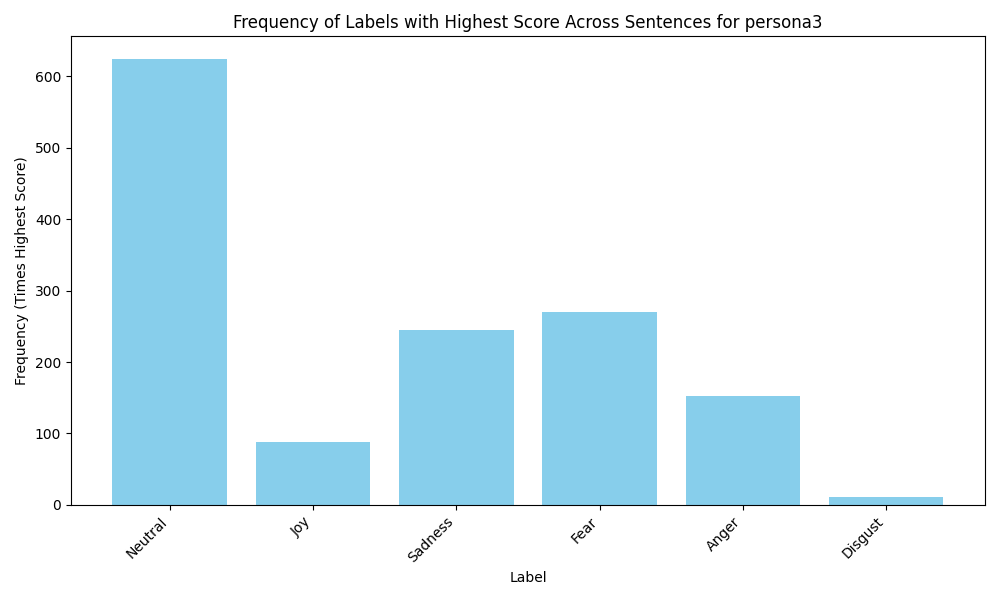 Frequency of Labels with Highest Score Across Sentences for persona3
Frequency (Times Highest Score)
600
500
400
300
200
100
0
Neutral
Joy
Sadness
Fear
Anger
Disgust
Label